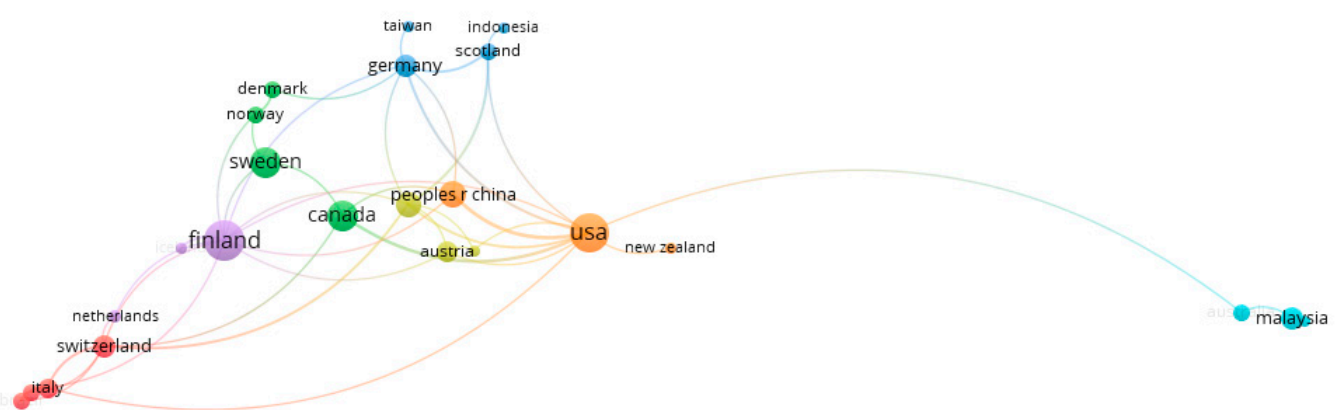 taiwan
indonesia
scotland
germany
denmark
norway
sweden
peoples r china
canada
usa
finland
new zealand
austria
netherlands
malaysia
switzerland
italy